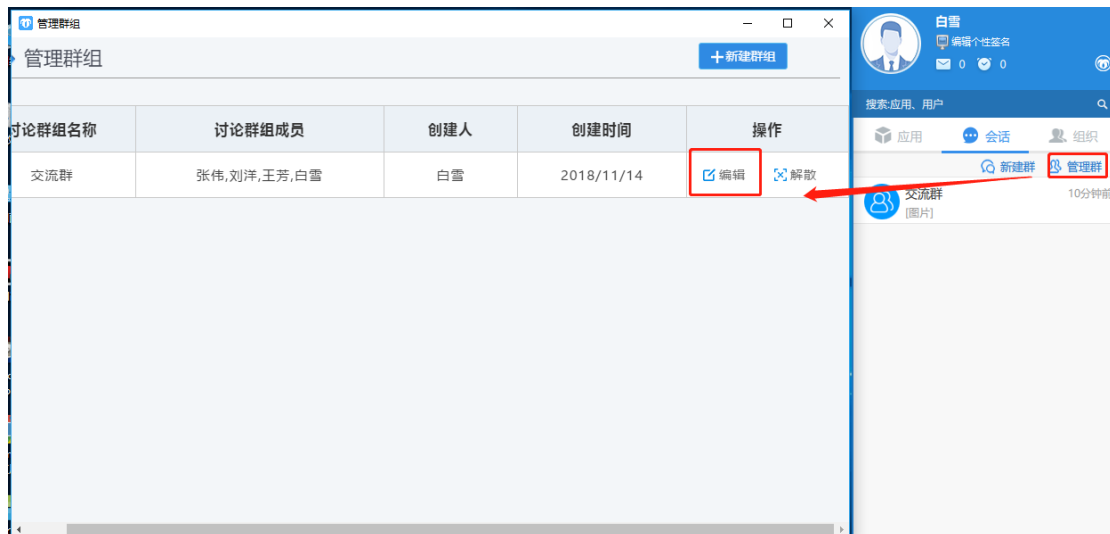 管理群组
管理群组
新建群组
讨论群组名称 讨论群组成员 创建人 创建时间 操作
交流群 张伟,刘洋,王芳,白雪 白雪 2018/11/14 编辑 解散
白雪
编辑个性签名
0 0
搜索:应用、用户
应用 会话 组织
新建群 管理群
交流群 10分钟前
[图片]